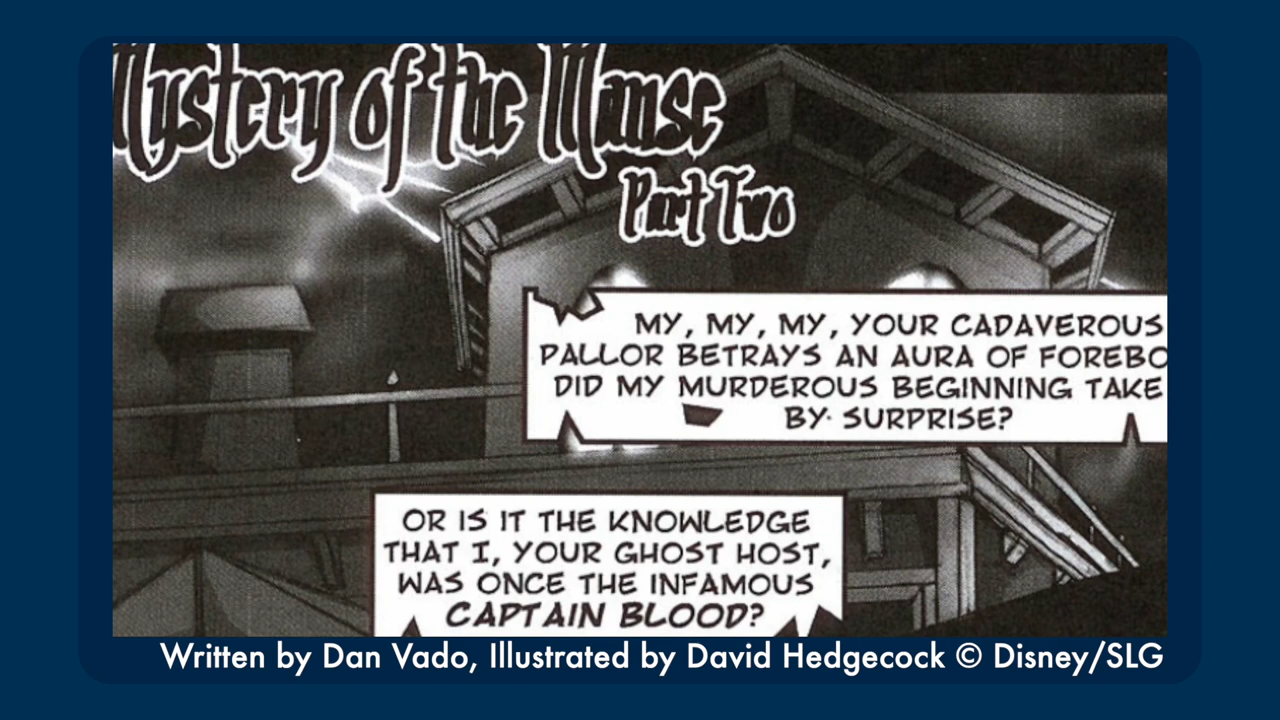 Mystery of the Manse
Part Two
MY, MY, MY, YOUR CADAVEROUS
PALLOR BETRAYS AN AURA OF FOREBO
DID MY MURDEROUS BEGINNING TAKE
BY SURPRISE?
OR IS IT THE KNOWLEDGE
THAT I, YOUR GHOST HOST,
WAS ONCE THE INFAMOUS
CAPTAIN BLOOD?
Written by Dan Vado, Illustrated by David Hedgecock © Disney/SLG